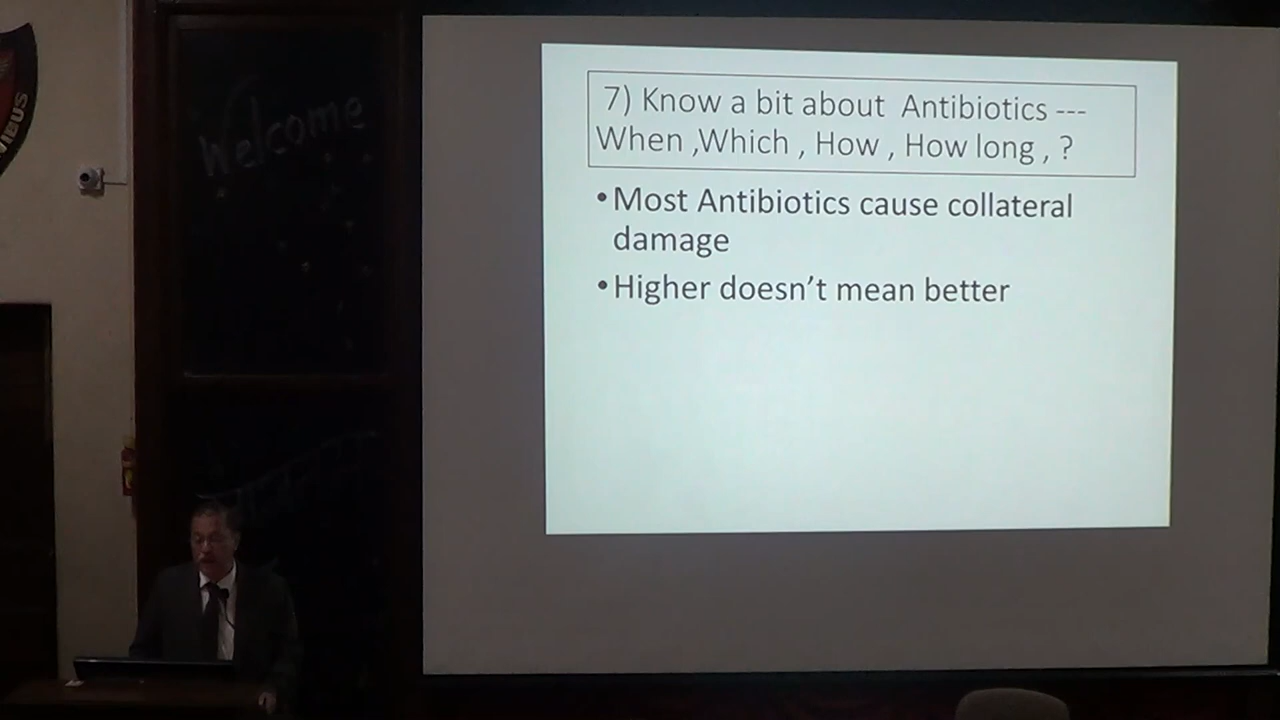 VIBUS
Welcome
7) Know a bit about Antibiotics ---
When ,Which , How , How long , ?
•Most Antibiotics cause collateral
damage
•Higher doesn't mean better